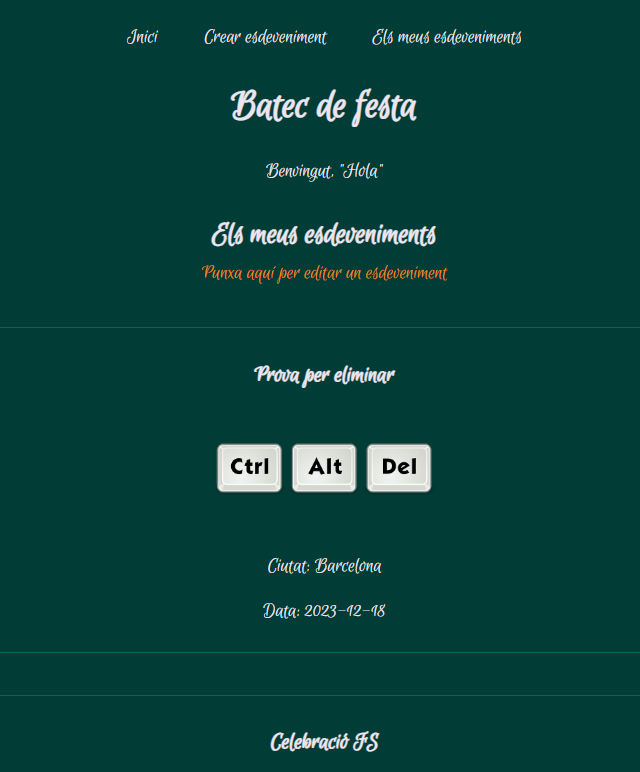 Inici Crear esdeveniment Els meus esdeveniments
Batec de festa
Benvingut, "Hola"
Els meus esdeveniments
Punxa aquí per editar un esdeveniment
Prova per eliminar
Ctrl Alt Del
Ciutat: Barcelona
Data: 2023-12-18
Celebració FS